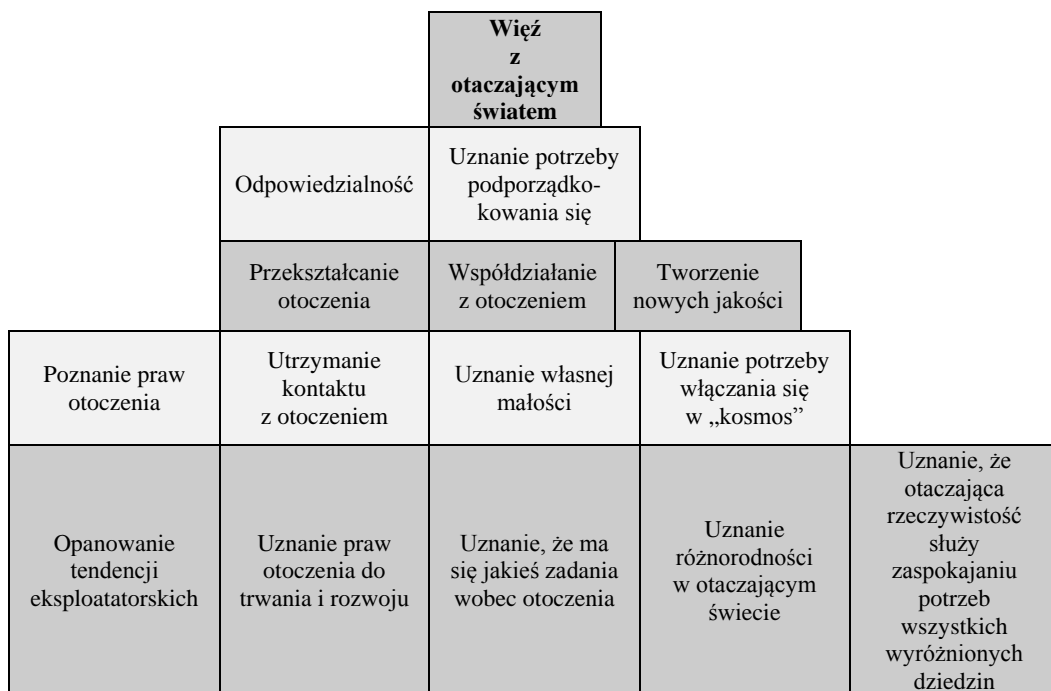 Więź
z
otaczającym
światem
Odpowiedzialność
Uznanie potrzeby
podporządko-
kowania się
Przekształcanie
otoczenia
Współdziałanie
z otoczeniem
Tworzenie
nowych jakości
Poznanie praw
otoczenia
Utrzymanie
kontaktu
z otoczeniem
Uznanie własnej
małości
Uznanie potrzeby
włączania się
w „kosmos”
Opanowanie
tendencji
eksploatatorskich
Uznanie praw
otoczenia do
trwania i rozwoju
Uznanie, że ma
się jakieś zadania
wobec otoczenia
Uznanie
różnorodności
w otaczającym
świecie
Uznanie, że
otaczająca
rzeczywistość
służy
zaspokajaniu
potrzeb
wszystkich
wyróżnionych
dziedzin